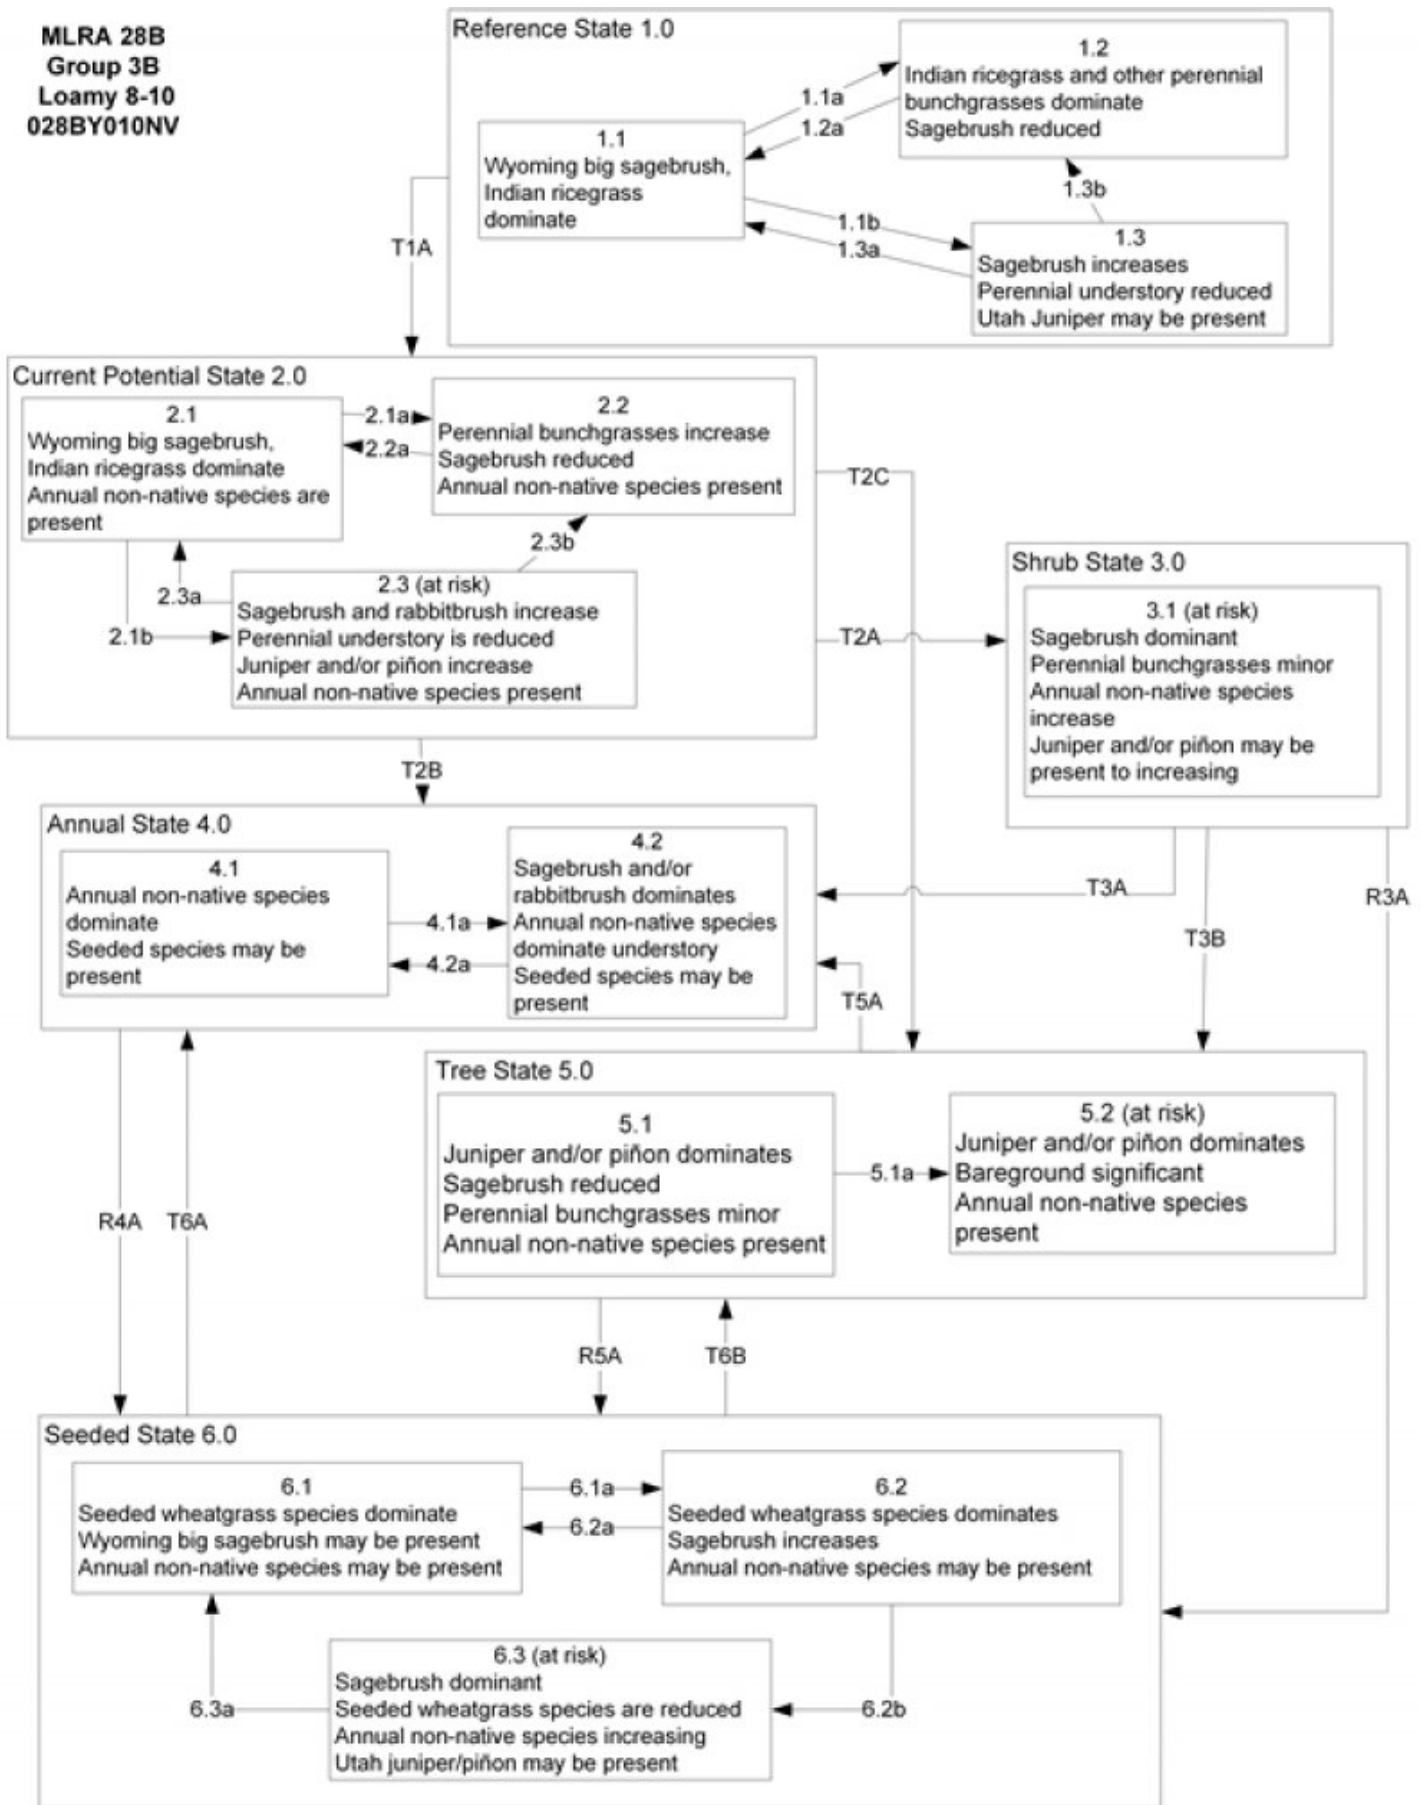 MLRA 28B
Group 3B
Loamy 8-10
028BY010NV
Reference State 1.0
1.1
Wyoming big sagebrush,
Indian ricegrass
dominate
1.1a
1.2a
1.2
Indian ricegrass and other perennial
bunchgrasses dominate
Sagebrush reduced
1.3b
1.1b
1.3a
1.3
Sagebrush increases
Perennial understory reduced
Utah Juniper may be present
T1A
Current Potential State 2.0
2.1
Wyoming big sagebrush,
Indian ricegrass dominate
Annual non-native species are
present
2.1a
2.2a
2.2
Perennial bunchgrasses increase
Sagebrush reduced
Annual non-native species present
2.3b
2.3a
2.1b
2.3 (at risk)
Sagebrush and rabbitbrush increase
Perennial understory is reduced
Juniper and/or piñon increase
Annual non-native species present
T2C
T2A
T2B
Shrub State 3.0
3.1 (at risk)
Sagebrush dominant
Perennial bunchgrasses minor
Annual non-native species
increase
Juniper and/or piñon may be
present to increasing
Annual State 4.0
4.1
Annual non-native species
dominate
Seeded species may be
present
4.1a
4.2a
4.2
Sagebrush and/or
rabbitbrush dominates
Annual non-native species
dominate understory
Seeded species may be
present
T3A
R3A
T3B
T5A
Tree State 5.0
5.1
Juniper and/or piñon dominates
Sagebrush reduced
Perennial bunchgrasses minor
Annual non-native species present
5.1a
5.2 (at risk)
Juniper and/or piñon dominates
Bareground significant
Annual non-native species
present
R4A
T6A
R5A
T6B
Seeded State 6.0
6.1
Seeded wheatgrass species dominate
Wyoming big sagebrush may be present
Annual non-native species may be present
6.1a
6.2a
6.2
Seeded wheatgrass species dominates
Sagebrush increases
Annual non-native species may be present
6.3a
6.3 (at risk)
Sagebrush dominant
Seeded wheatgrass species are reduced
Annual non-native species increasing
Utah juniper/piñon may be present
6.2b